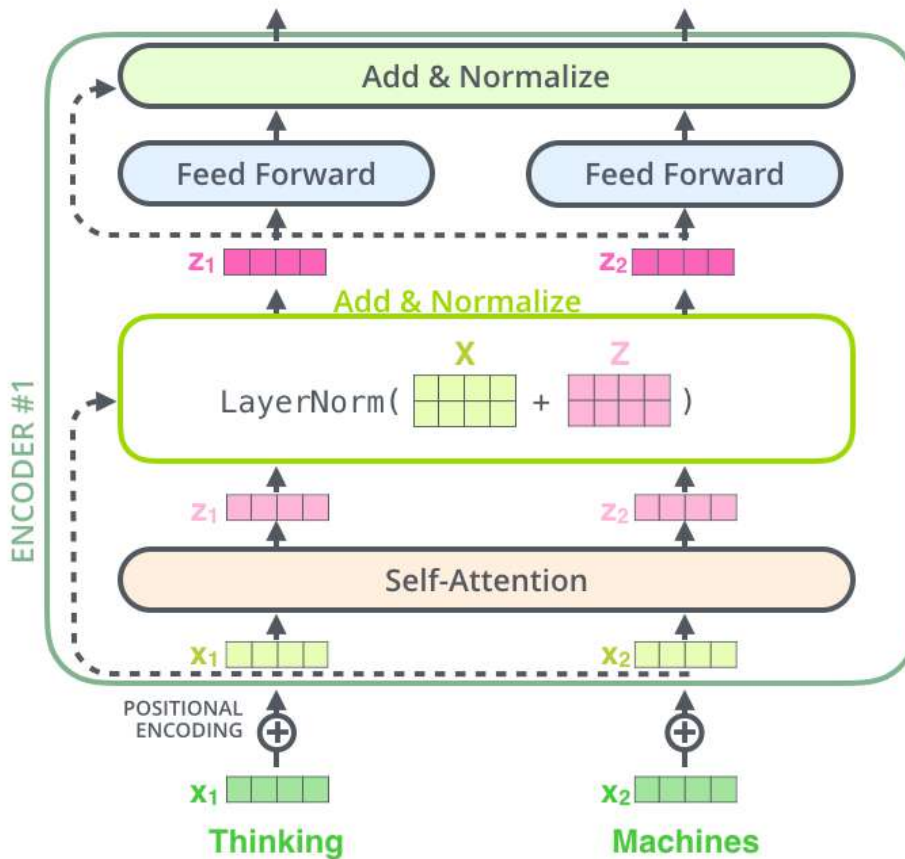 Add & Normalize
Feed Forward Feed Forward
z₁ z₂
Add & Normalize
X Z
LayerNorm( + )
ENCODER #1
z₁ z₂
Self-Attention
x₁ x₂
POSITIONAL
ENCODING
x₁ x₂
Thinking Machines